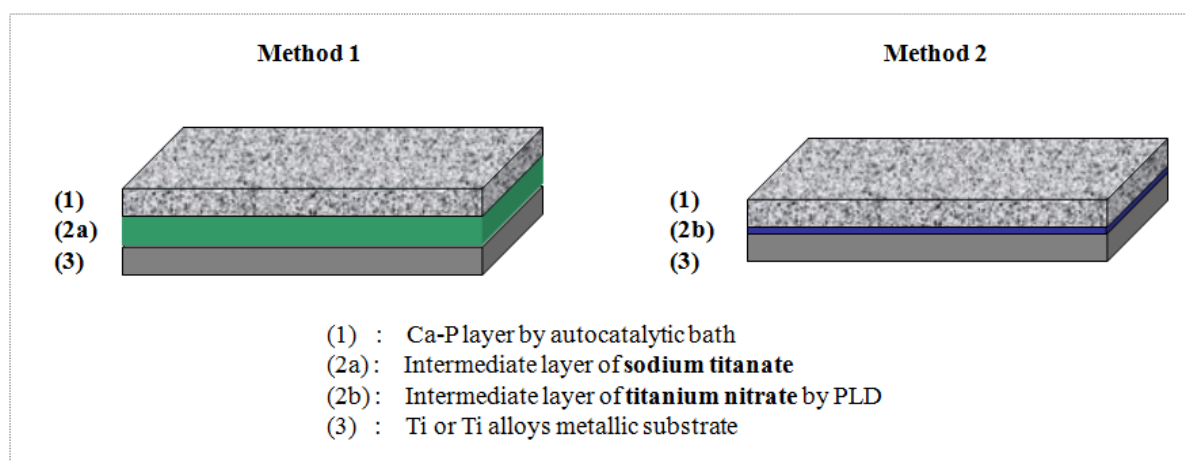 Method 1
Method 2
(1)
(2a)
(3)
(1)
(2b)
(3)
(1) : Ca-P layer by autocatalytic bath
(2a) : Intermediate layer of sodium titanate
(2b) : Intermediate layer of titanium nitrate by PLD
(3) : Ti or Ti alloys metallic substrate